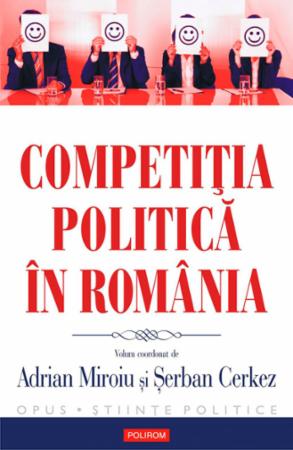 COMPETIȚIA
POLITICĂ
ÎN ROMÂNIA
Volum coordonat de
Adrian Miroiu și Șerban Cerkez
OPUS • ȘTIINȚE POLITICE
POLIROM